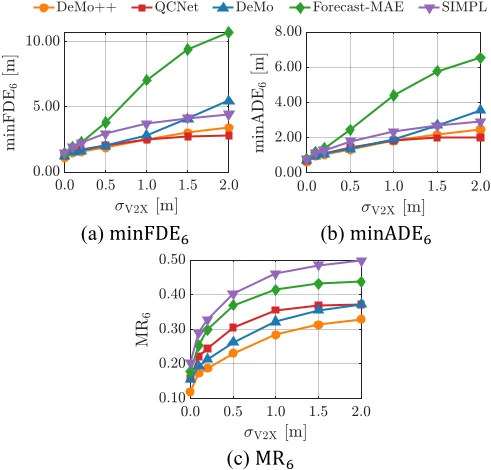 DeMo++ QCNet DeMo Forecast-MAE SIMPL
minFDE₆ [m]
10.00
5.00
0.00
0.0 0.5 1.0 1.5 2.0
σ_V2X [m]
(a) minFDE₆
minADE₆ [m]
8.00
6.00
4.00
2.00
0.00
0.0 0.5 1.0 1.5 2.0
σ_V2X [m]
(b) minADE₆
MR₆
0.50
0.40
0.30
0.20
0.10
0.0 0.5 1.0 1.5 2.0
σ_V2X [m]
(c) MR₆